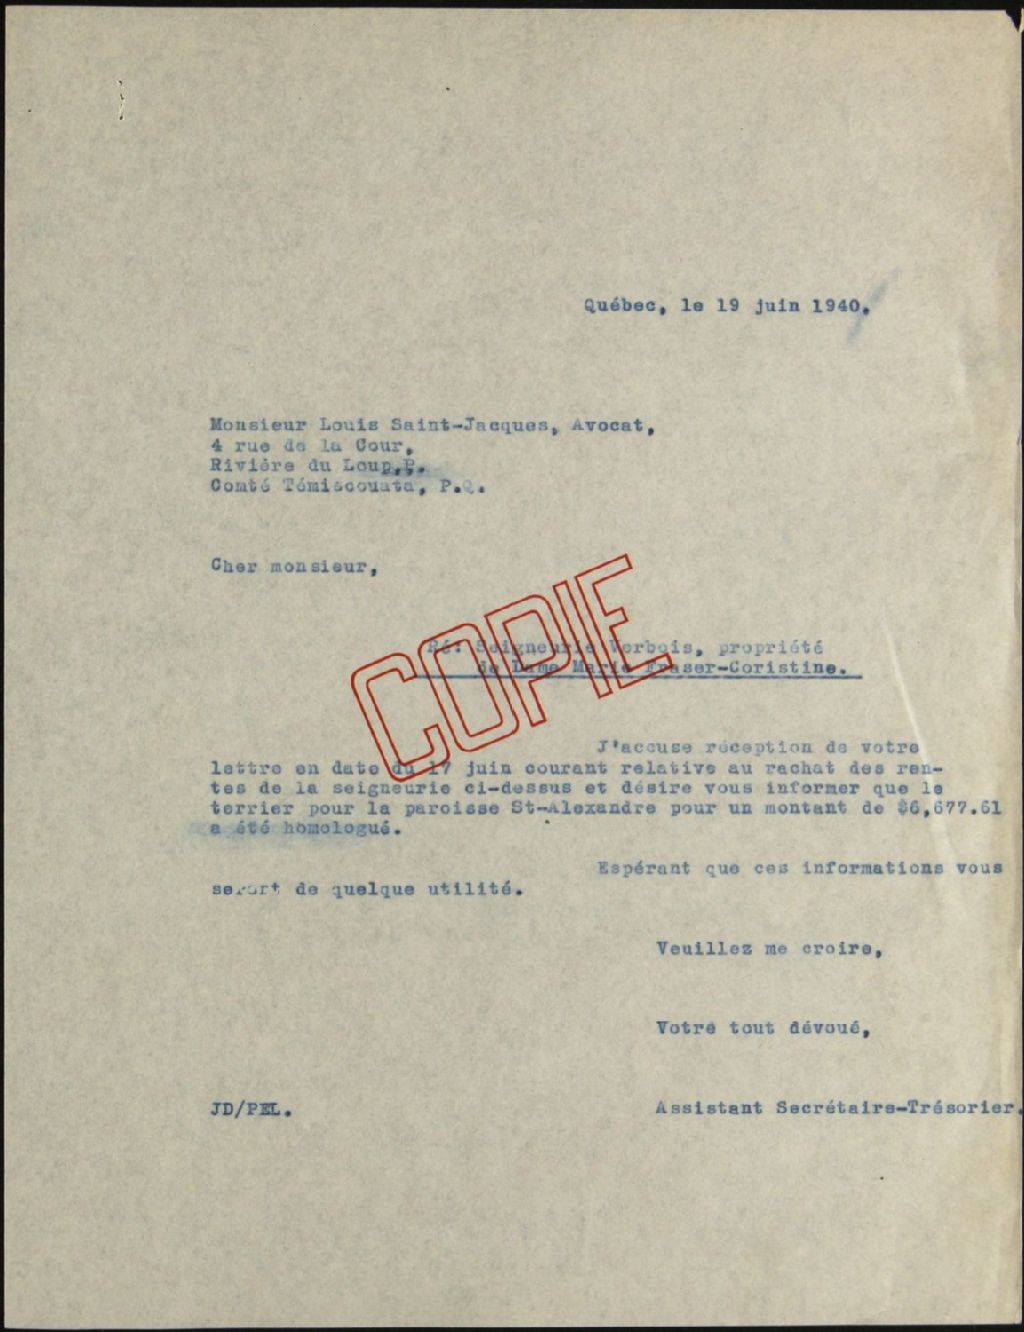 Québec, le 19 juin 1940.
Monsieur Louis Saint-Jacques, Avocat,
4 rue de la Cour,
Rivière du Loup,P.
Comté Témiscouata, P.Q.
Cher monsieur,
COPIE
Ré: Seigneurie Verbois, propriété
de Dame Marie Fraser-Coristine.
J'accuse réception de votre
lettre en date du 17 juin courant relative au rachat des ren-
tes de la seigneurie ci-dessus et désire vous informer que le
terrier pour la paroisse St-Alexandre pour un montant de $6,677.61
a été homologué.
Espérant que ces informations vous
seront de quelque utilité.
Veuillez me croire,
Votre tout dévoué,
JD/PEL.
Assistant Secrétaire-Trésorier.